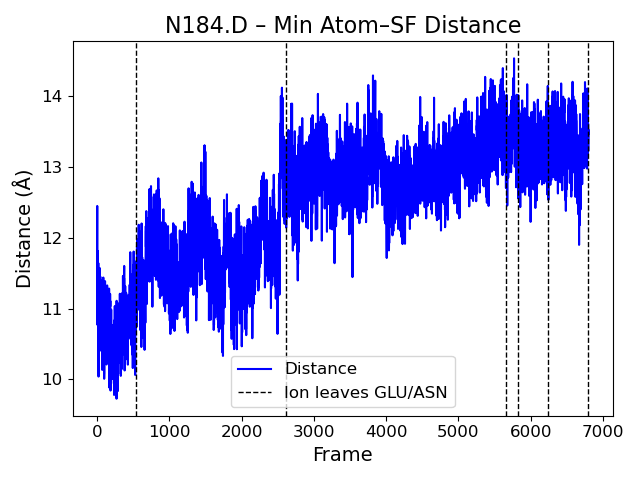 N184.D – Min Atom–SF Distance
Distance (Å)
14
13
12
11
10
Distance
Ion leaves GLU/ASN
0 1000 2000 3000 4000 5000 6000 7000
Frame